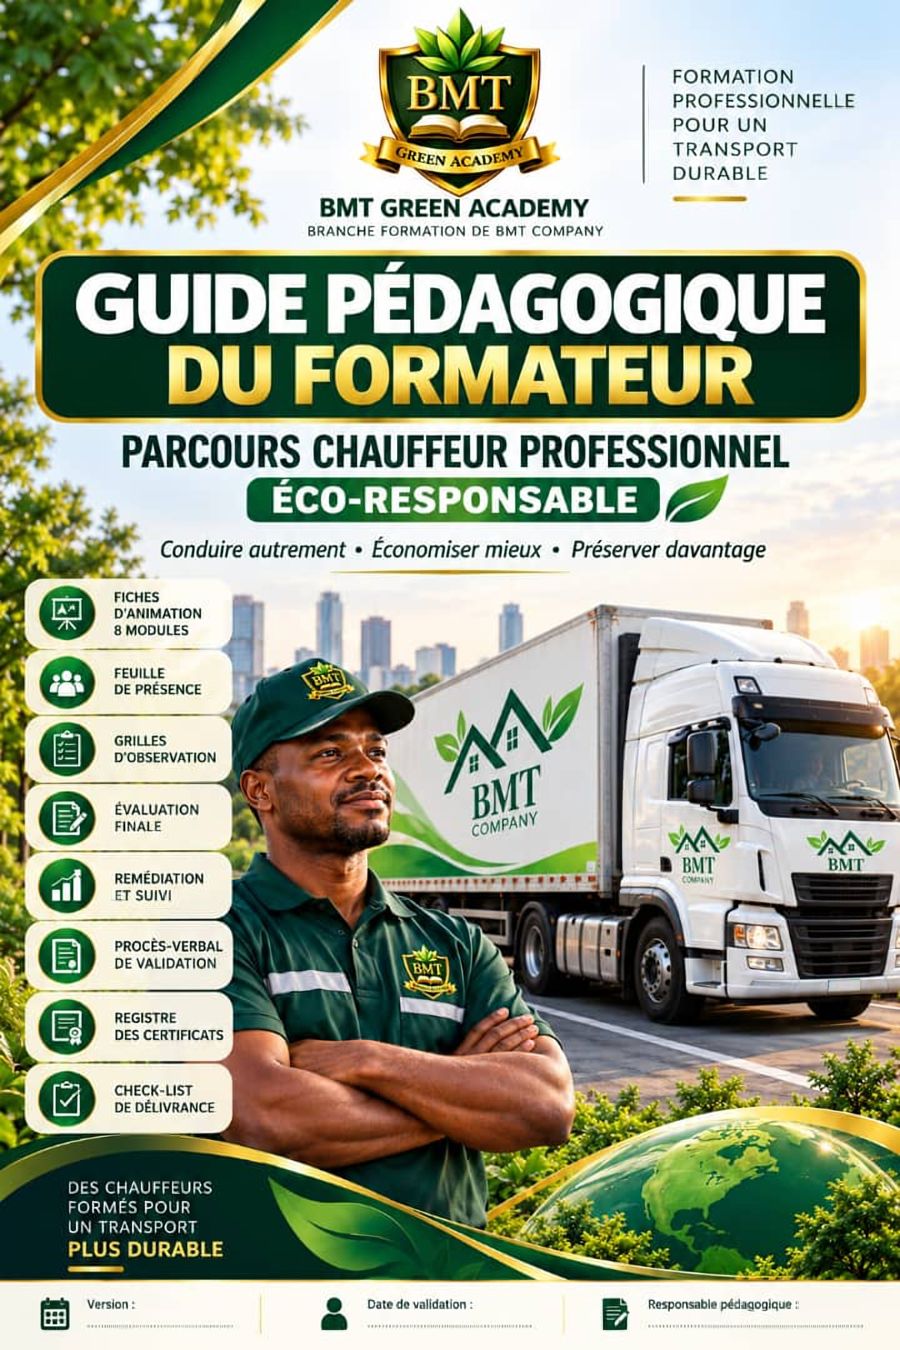 BMT
GREEN ACADEMY
BMT GREEN ACADEMY
BRANCHE FORMATION DE BMT COMPANY
FORMATION
PROFESSIONNELLE
POUR UN
TRANSPORT
DURABLE
GUIDE PÉDAGOGIQUE
DU FORMATEUR
PARCOURS CHAUFFEUR PROFESSIONNEL
ÉCO-RESPONSABLE
Conduire autrement • Économiser mieux • Préserver davantage
FICHES
D'ANIMATION
8 MODULES
FEUILLE
DE PRÉSENCE
GRILLES
D'OBSERVATION
ÉVALUATION
FINALE
REMÉDIATION
ET SUIVI
PROCÈS-VERBAL
DE VALIDATION
REGISTRE
DES CERTIFICATS
CHECK-LIST
DE DÉLIVRANCE
BMT
BMT
BMT
COMPANY
BMT
COMPANY
BMT
DES CHAUFFEURS
FORMÉS POUR
UN TRANSPORT
PLUS DURABLE
Version :
Date de validation :
Responsable pédagogique :